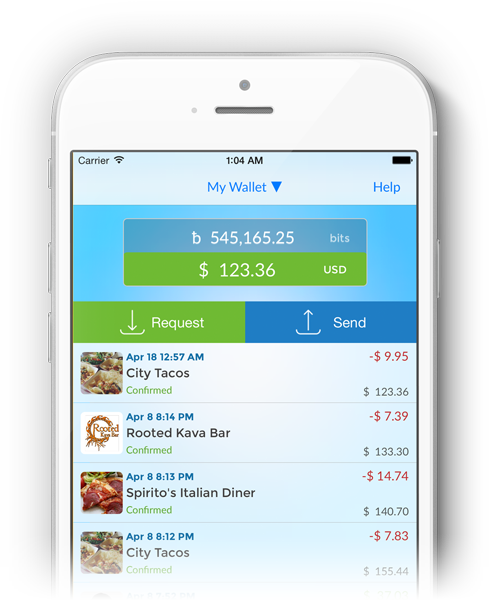 Carrier 1:04 AM
My Wallet ▼ Help
ƀ 545,165.25 bits
$ 123.36 USD
Request Send
Apr 18 12:57 AM -$ 9.95
City Tacos
Confirmed $ 123.36
Rooted
Kava Bar
Apr 8 8:14 PM -$ 7.39
Rooted Kava Bar
Confirmed $ 133.30
Apr 8 8:13 PM -$ 14.74
Spirito's Italian Diner
Confirmed $ 140.70
Apr 8 8:12 PM -$ 7.83
City Tacos
Confirmed $ 155.44